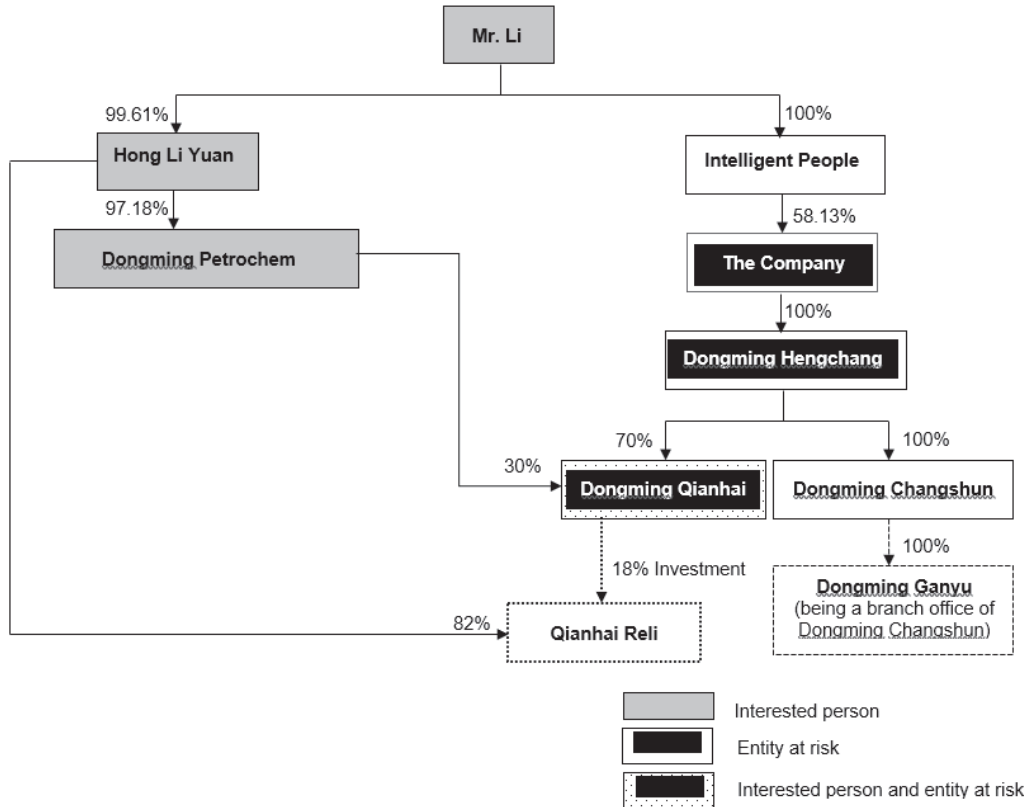 Mr. Li
99.61%
100%
Hong Li Yuan
Intelligent People
97.18%
58.13%
Dongming Petrochem
The Company
100%
Dongming Hengchang
70%
100%
30%
Dongming Qianhai
Dongming Changshun
18% Investment
100%
Dongming Ganyu
(being a branch office of
Dongming Changshun)
82%
Qianhai Reli
Interested person
Entity at risk
Interested person and entity at risk